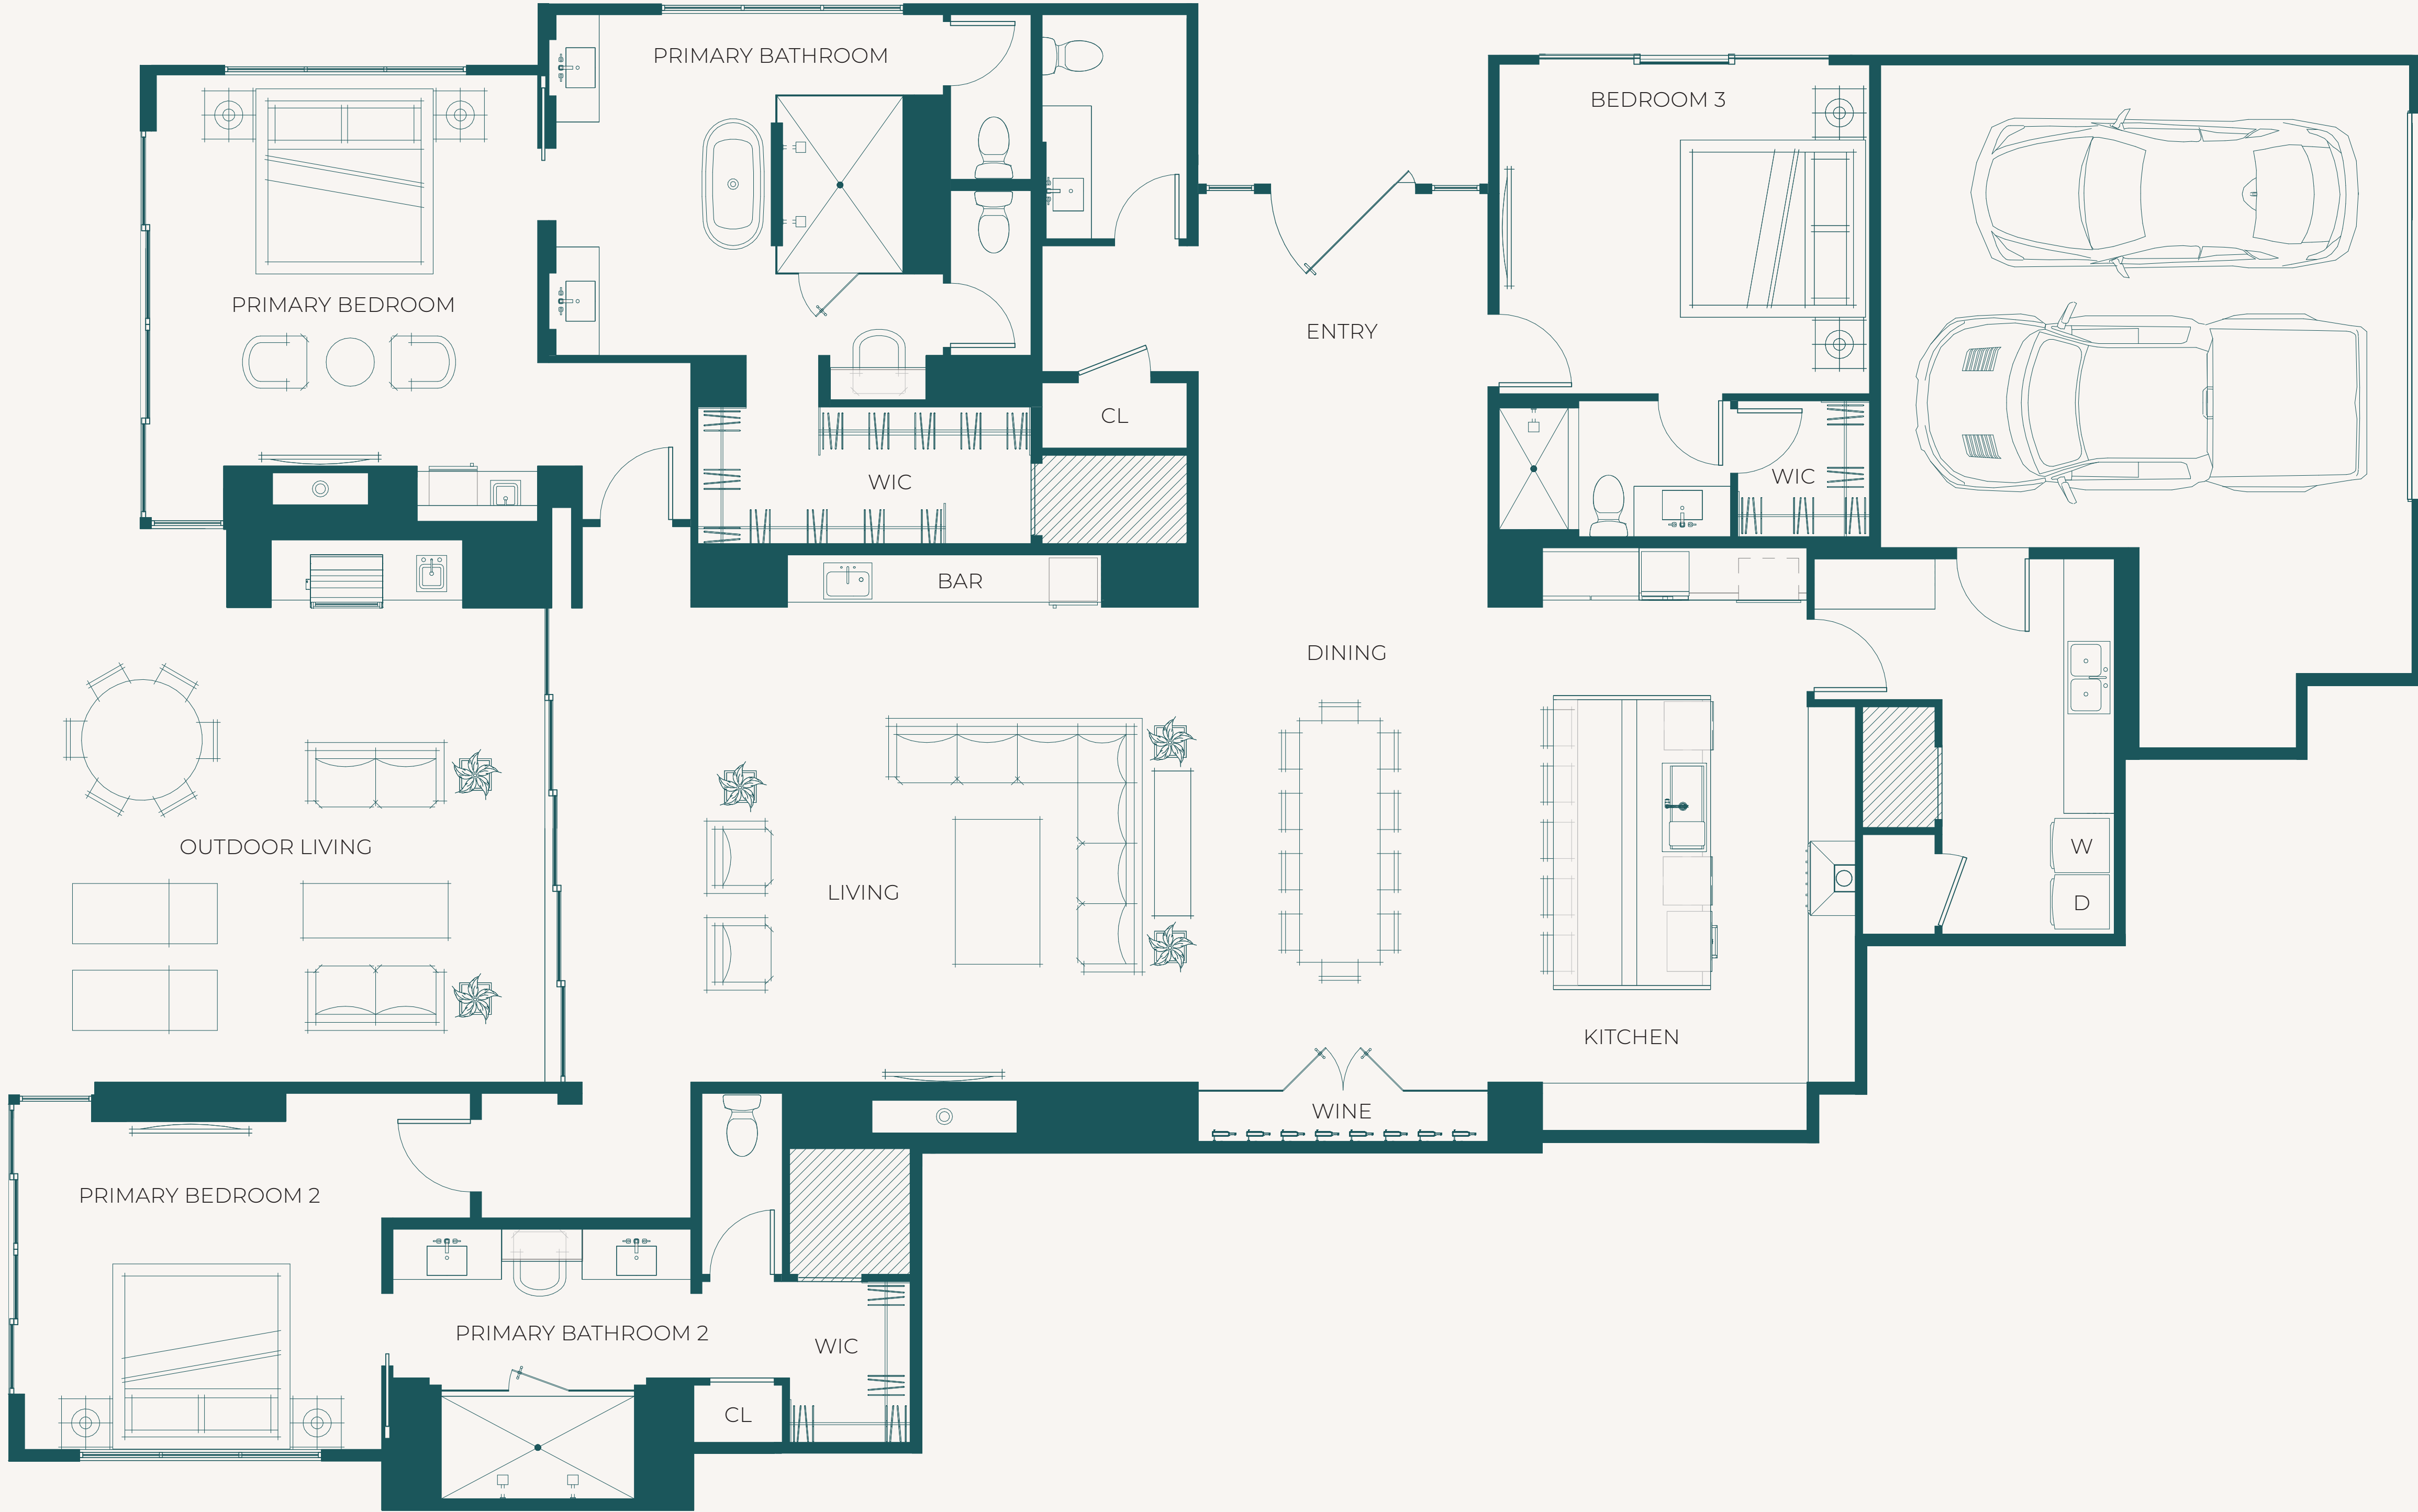 PRIMARY BATHROOM
BEDROOM 3
PRIMARY BEDROOM
ENTRY
CL
WIC
WIC
BAR
DINING
OUTDOOR LIVING
W
LIVING
D
KITCHEN
WINE
PRIMARY BEDROOM 2
PRIMARY BATHROOM 2
WIC
CL